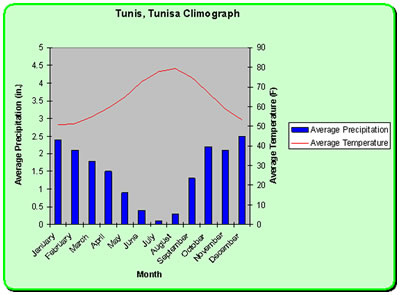 Tunis, Tunisa Climograph
Average Precipitation (in.)
5
4.5
4
3.5
3
2.5
2
1.5
1
0.5
0
90
80
70
60
50
40
30
20
10
0
Average Temperature (F)
January
February
March
April
May
June
July
August
September
October
November
December
Month
Average Precipitation
Average Temperature